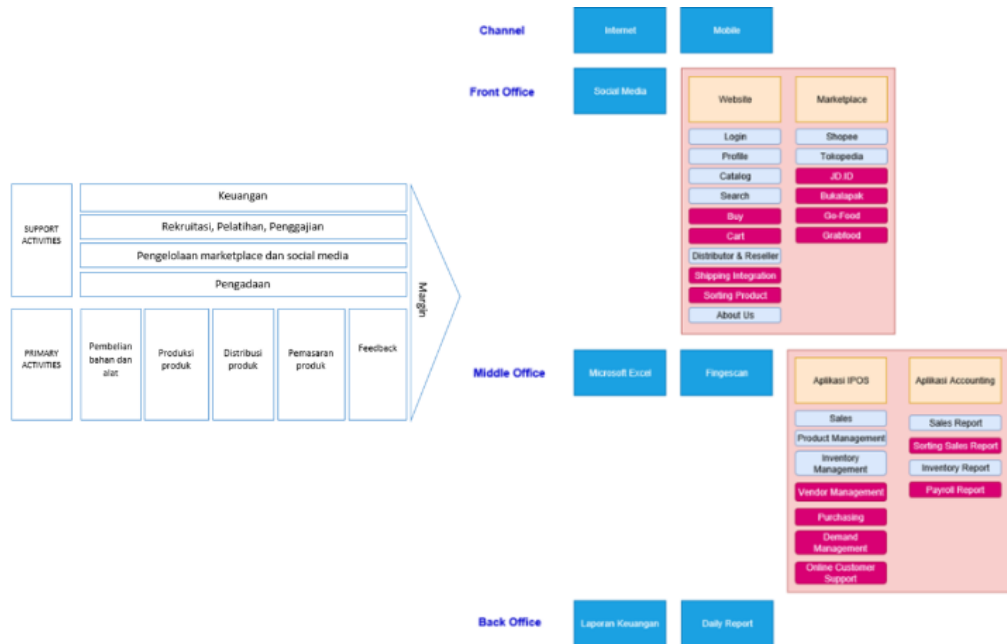 SUPPORT
ACTIVITIES
Keuangan
Rekruitasi, Pelatihan, Penggajian
Pengelolaan marketplace dan social media
Pengadaan
PRIMARY
ACTIVITIES
Pembelian
bahan dan
alat
Produksi
produk
Distribusi
produk
Pemasaran
produk
Feedback
Margin
Channel
Internet
Mobile
Front Office
Social Media
Website
Login
Profile
Catalog
Search
Buy
Cart
Distributor & Reseller
Shipping Integration
Sorting Product
About Us
Marketplace
Shopee
Tokopedia
JD.ID
Bukalapak
Go-Food
Grabfood
Middle Office
Microsoft Excel
Fingescan
Aplikasi IPOS
Sales
Product Management
Inventory
Management
Vendor Management
Purchasing
Demand
Management
Online Customer
Support
Aplikasi Accounting
Sales Report
Sorting Sales Report
Inventory Report
Payroll Report
Back Office
Laporan Keuangan
Daily Report